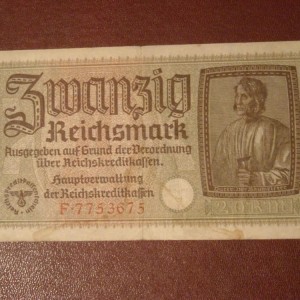 Zwanzig
Reichsmark
Ausgegeben auf Grund der Verordnung
über Reichskreditkassen.
Hauptverwaltung
der Reichskreditkassen
F·7753675